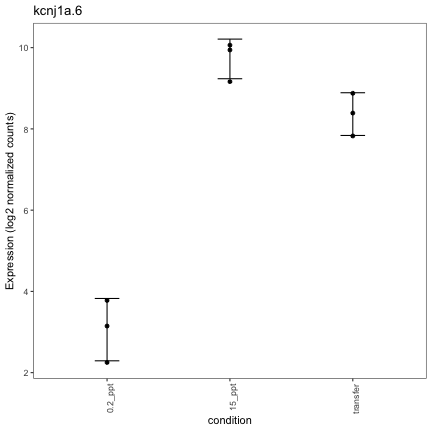 kcnj1a.6
Expression (log2 normalized counts)
10
8
6
4
2
0.2_ppt
15_ppt
transfer
condition